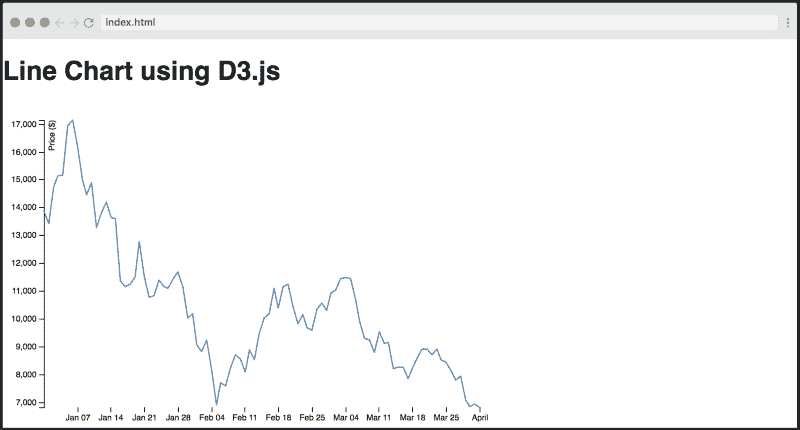 index.html
Line Chart using D3.js
Price ($)
17,000
16,000
15,000
14,000
13,000
12,000
11,000
10,000
9,000
8,000
7,000
Jan 07 Jan 14 Jan 21 Jan 28 Feb 04 Feb 11 Feb 18 Feb 25 Mar 04 Mar 11 Mar 18 Mar 25 April